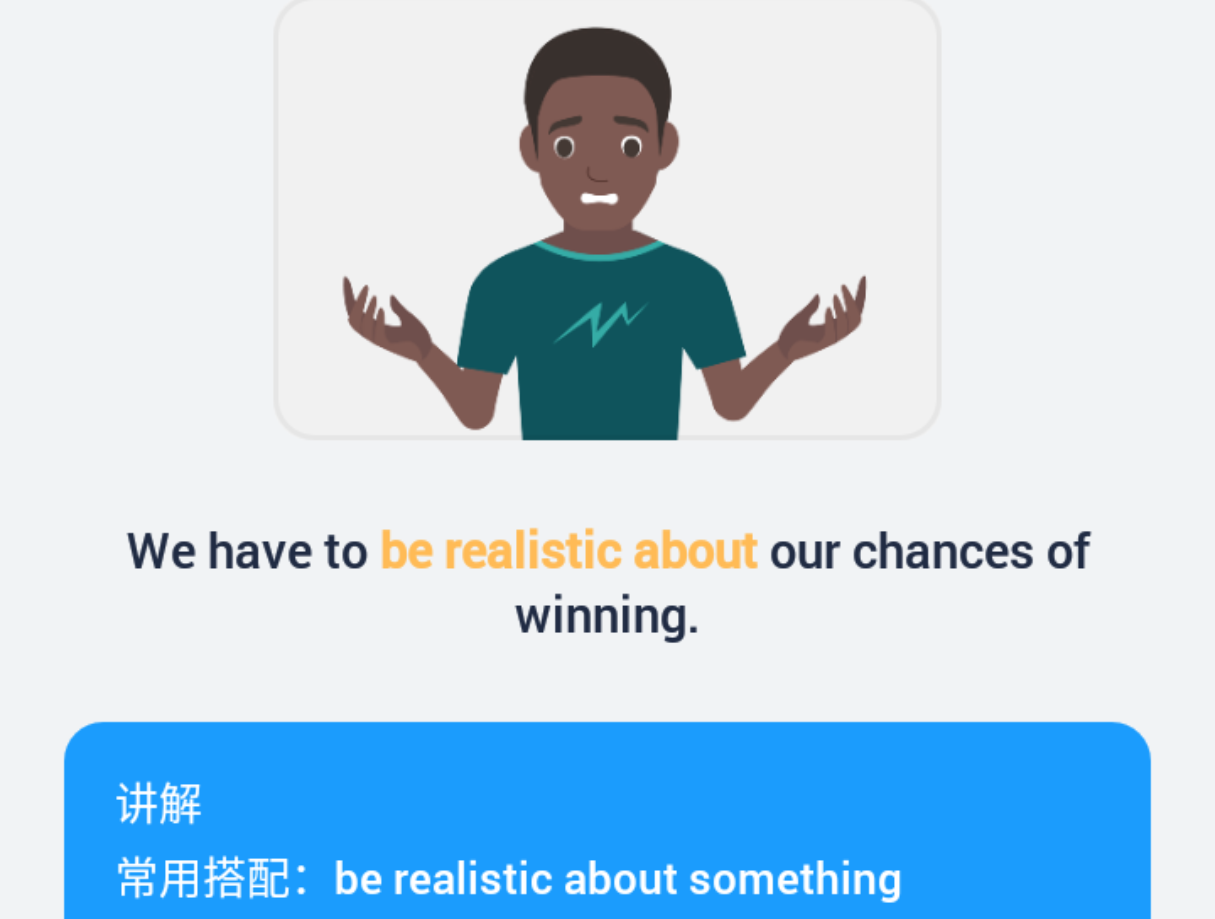 We have to be realistic about our chances of
winning.
讲解
常用搭配：be realistic about something